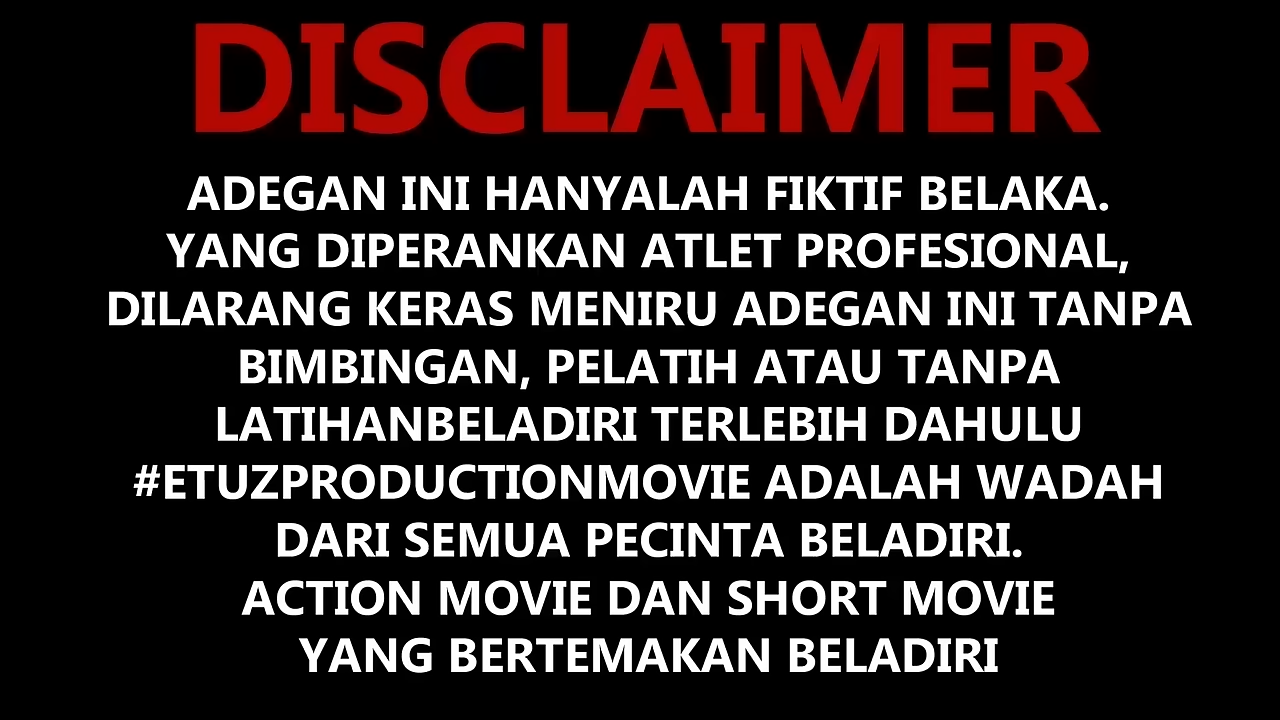 DISCLAIMER
ADEGAN INI HANYALAH FIKTIF BELAKA.
YANG DIPERANKAN ATLET PROFESIONAL,
DILARANG KERAS MENIRU ADEGAN INI TANPA
BIMBINGAN, PELATIH ATAU TANPA
LATIHANBELADIRI TERLEBIH DAHULU
#ETUZPRODUCTIONMOVIE ADALAH WADAH
DARI SEMUA PECINTA BELADIRI.
ACTION MOVIE DAN SHORT MOVIE
YANG BERTEMAKAN BELADIRI